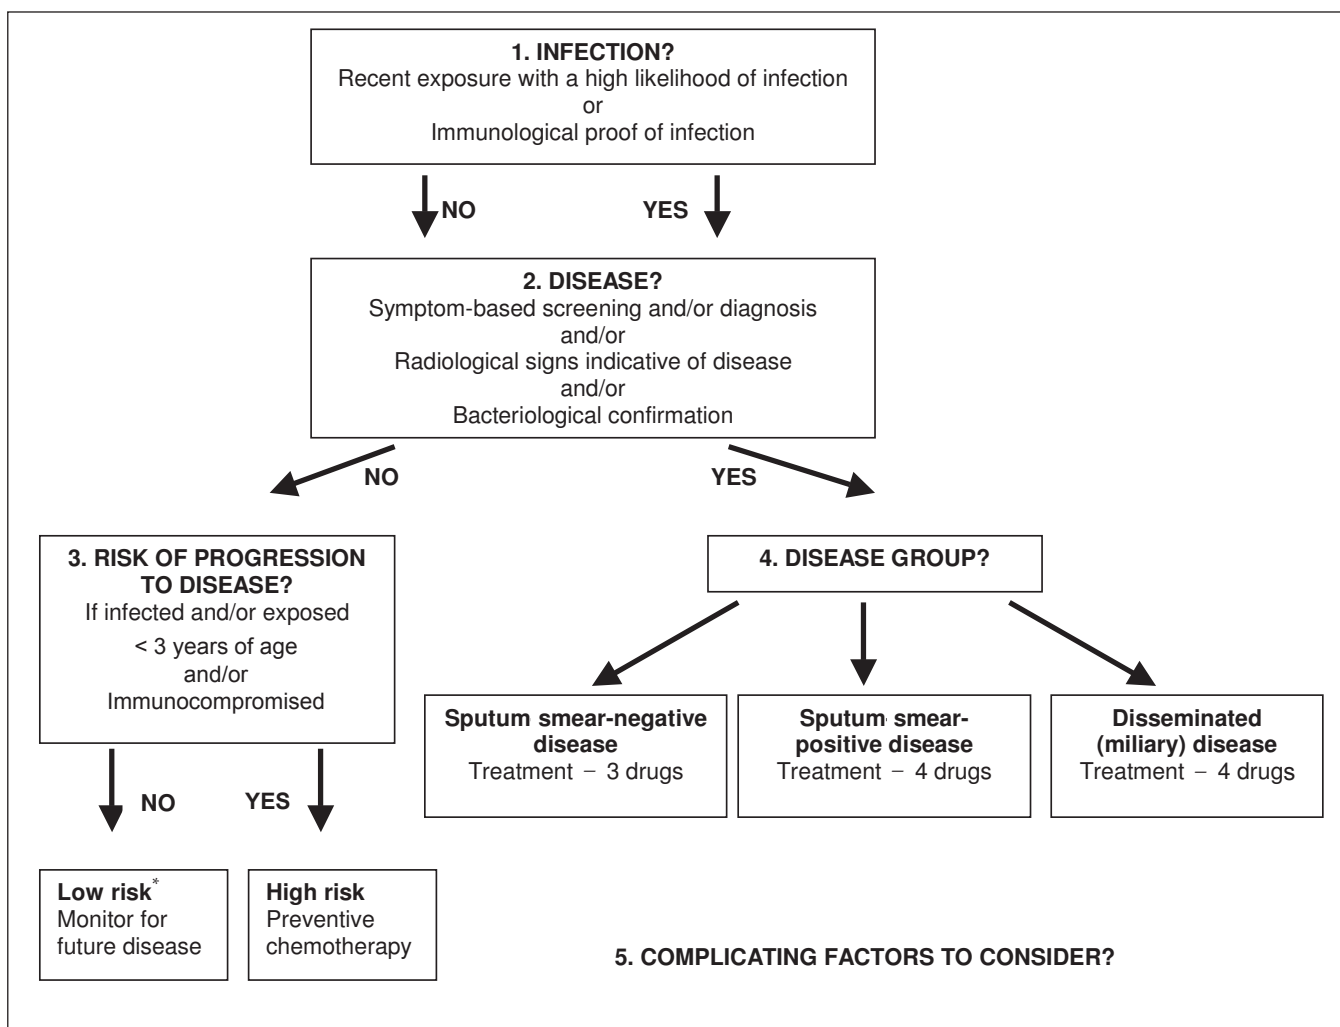 1. INFECTION?
Recent exposure with a high likelihood of infection
or
Immunological proof of infection
NO
YES
2. DISEASE?
Symptom-based screening and/or diagnosis
and/or
Radiological signs indicative of disease
and/or
Bacteriological confirmation
NO
YES
3. RISK OF PROGRESSION
TO DISEASE?
If infected and/or exposed
< 3 years of age
and/or
Immunocompromised
4. DISEASE GROUP?
Sputum smear-negative
disease
Treatment – 3 drugs
Sputum smear-
positive disease
Treatment – 4 drugs
Disseminated
(miliary) disease
Treatment – 4 drugs
NO
YES
Low risk*
Monitor for
future disease
High risk
Preventive
chemotherapy
5. COMPLICATING FACTORS TO CONSIDER?